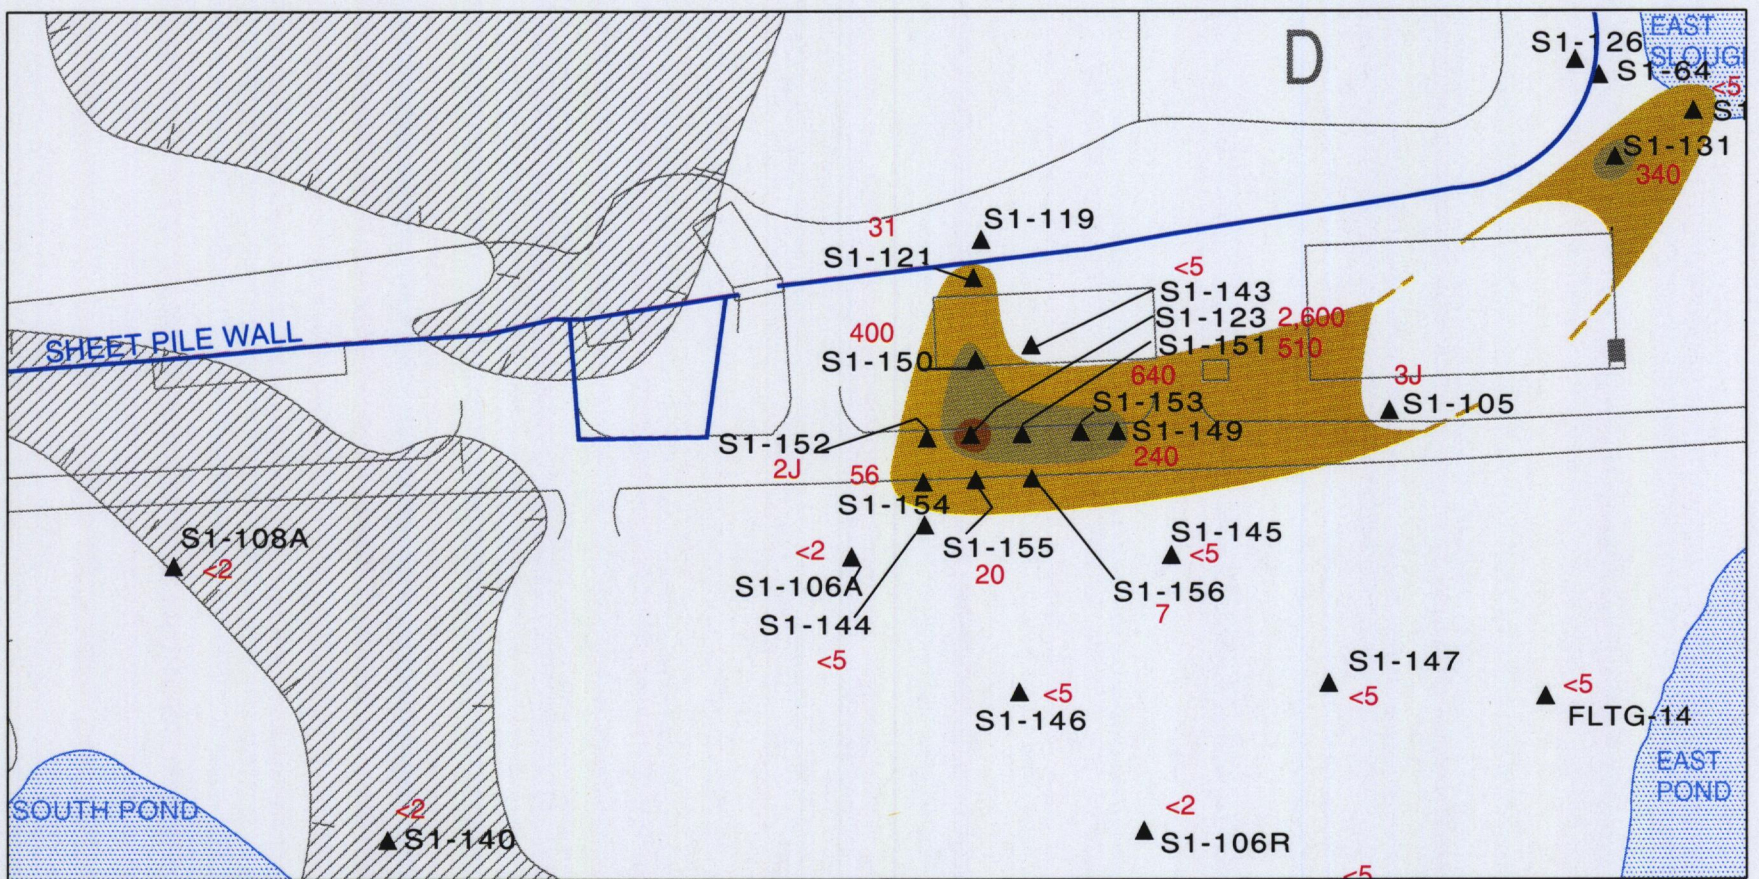 D
EAST
S1-126
S1-64
<5
S1-131
340
31
S1-119
S1-121
<5
S1-143
S1-123 2,600
400
S1-151 510
S1-150
640
3J
SHEET PILE WALL
S1-153
S1-105
S1-152
S1-149
2J
56
240
S1-154
S1-108A
<2
<2
S1-155
20
S1-145
<5
S1-106A
S1-156
7
S1-144
<5
S1-147
<5
<5
S1-146
<5
FLTG-14
EAST
POND
SOUTH POND
<2
S1-140
<2
S1-106R
<5